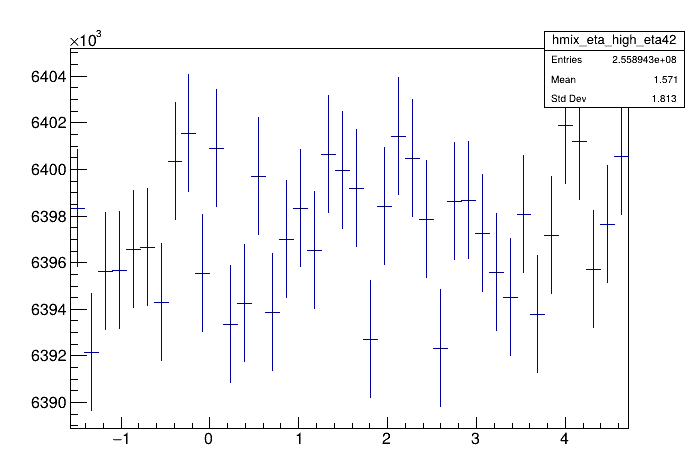 ×10³
hmix_eta_high_eta42
Entries 2.558943e+08
Mean 1.571
Std Dev 1.813
6404
6402
6400
6398
6396
6394
6392
6390
−1 0 1 2 3 4